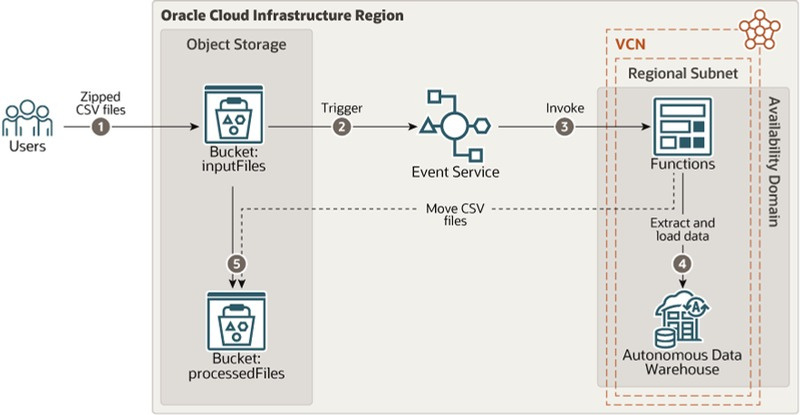 Oracle Cloud Infrastructure Region
Object Storage
VCN
Regional Subnet
Availability Domain
Users
Zipped
CSV files
1
Bucket:
inputFiles
Trigger
2
Event Service
Invoke
3
Functions
Move CSV
files
Extract and
load data
4
A
Autonomous Data
Warehouse
5
Bucket:
processedFiles